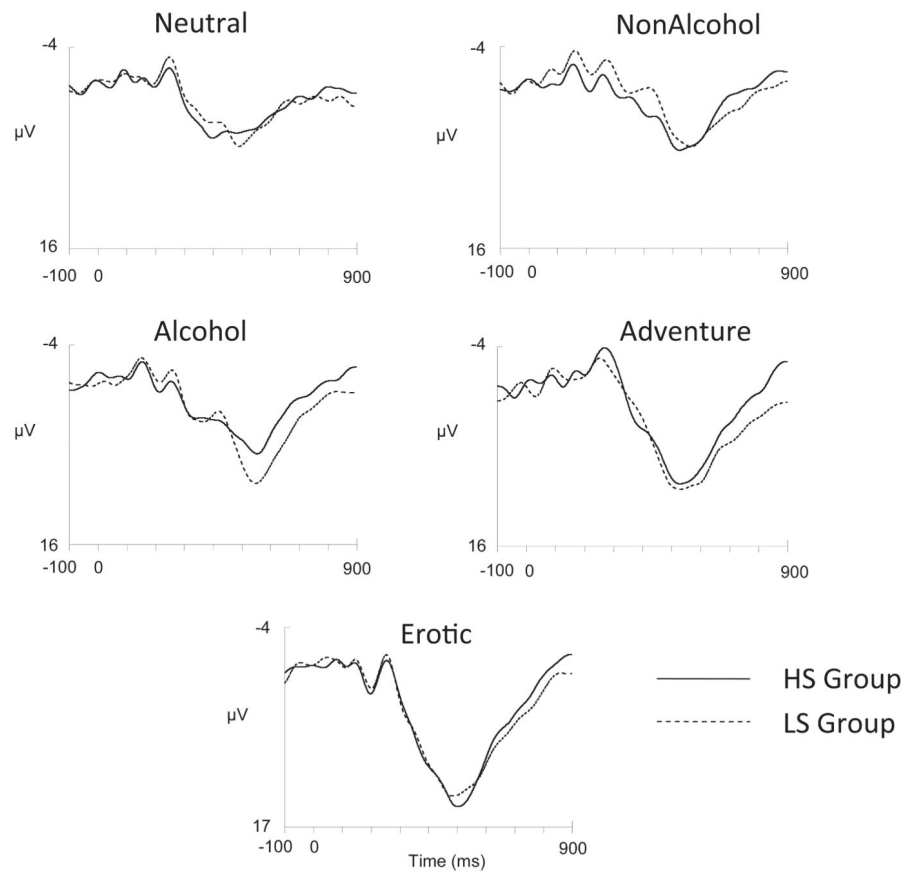 Neutral
-4
µV
16
-100 0 900
NonAlcohol
-4
µV
16
-100 0 900
Alcohol
-4
µV
16
-100 0 900
Adventure
-4
µV
16
-100 0 900
Erotic
-4
µV
17
-100 0 900
Time (ms)
HS Group
LS Group